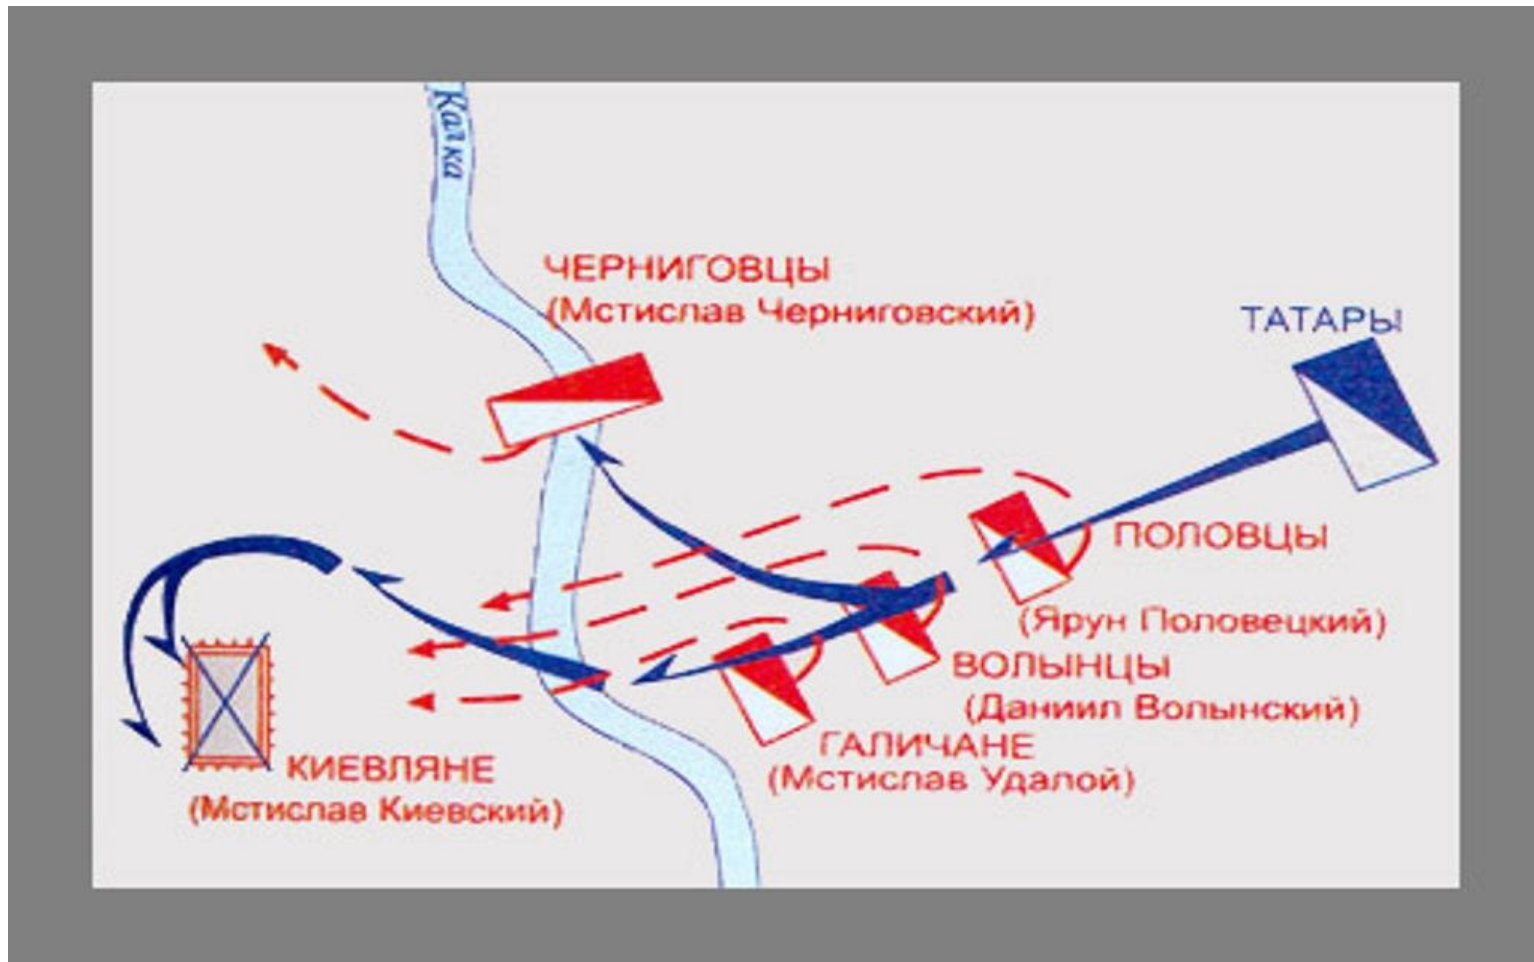 Калка
ЧЕРНИГОВЦЫ
(Мстислав Черниговский)
ТАТАРЫ
ПОЛОВЦЫ
(Ярун Половецкий)
ВОЛЫНЦЫ
(Даниил Волынский)
ГАЛИЧАНЕ
(Мстислав Удалой)
КИЕВЛЯНЕ
(Мстислав Киевский)